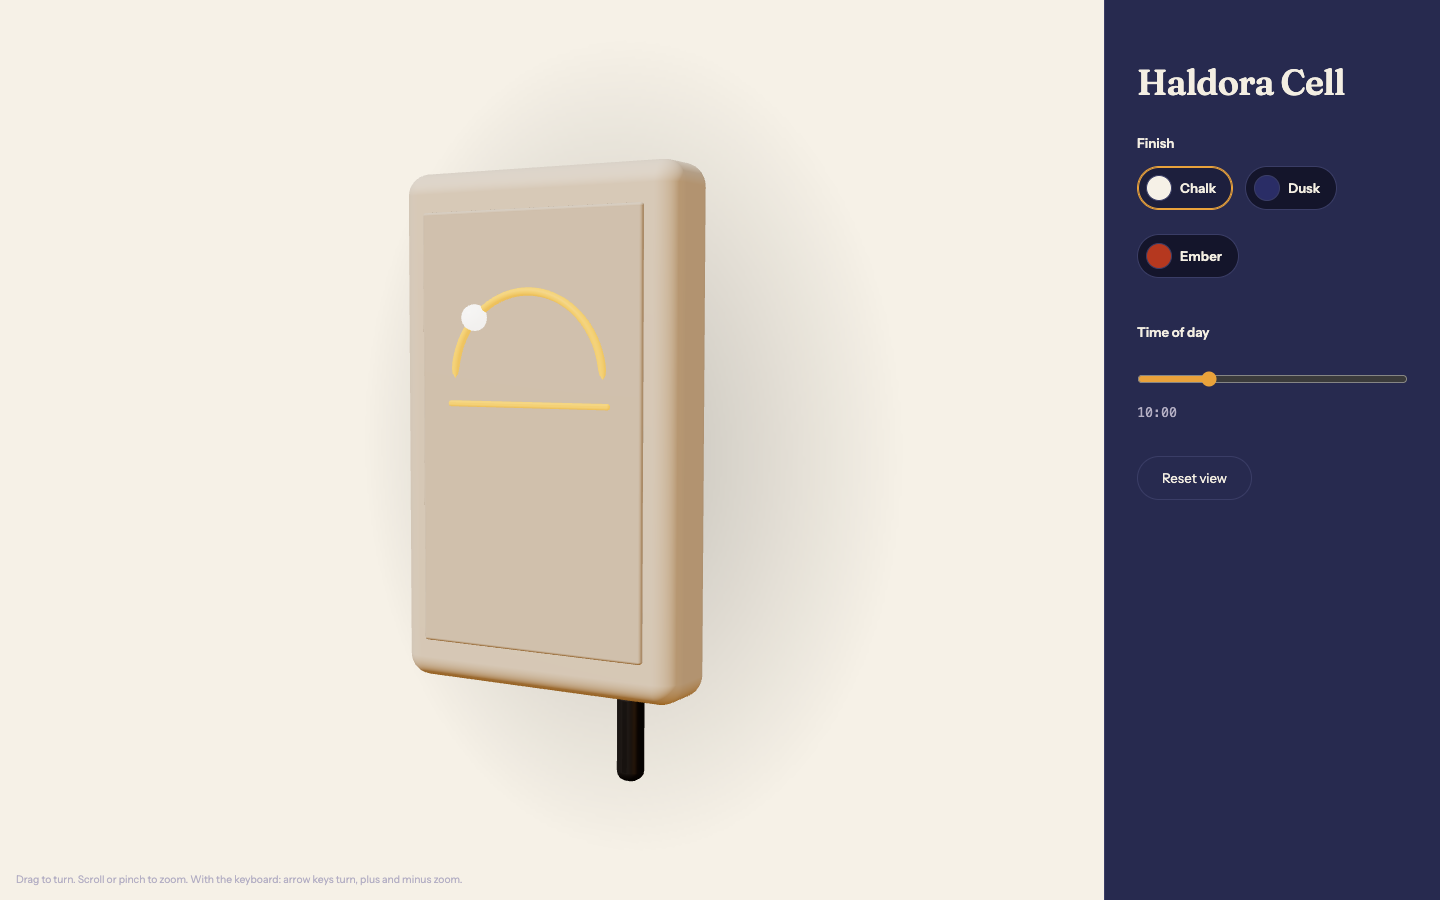 Haldora Cell
Finish
Chalk
Dusk
Ember
Time of day
10:00
Reset view
Drag to turn. Scroll or pinch to zoom. With the keyboard: arrow keys turn, plus and minus zoom.